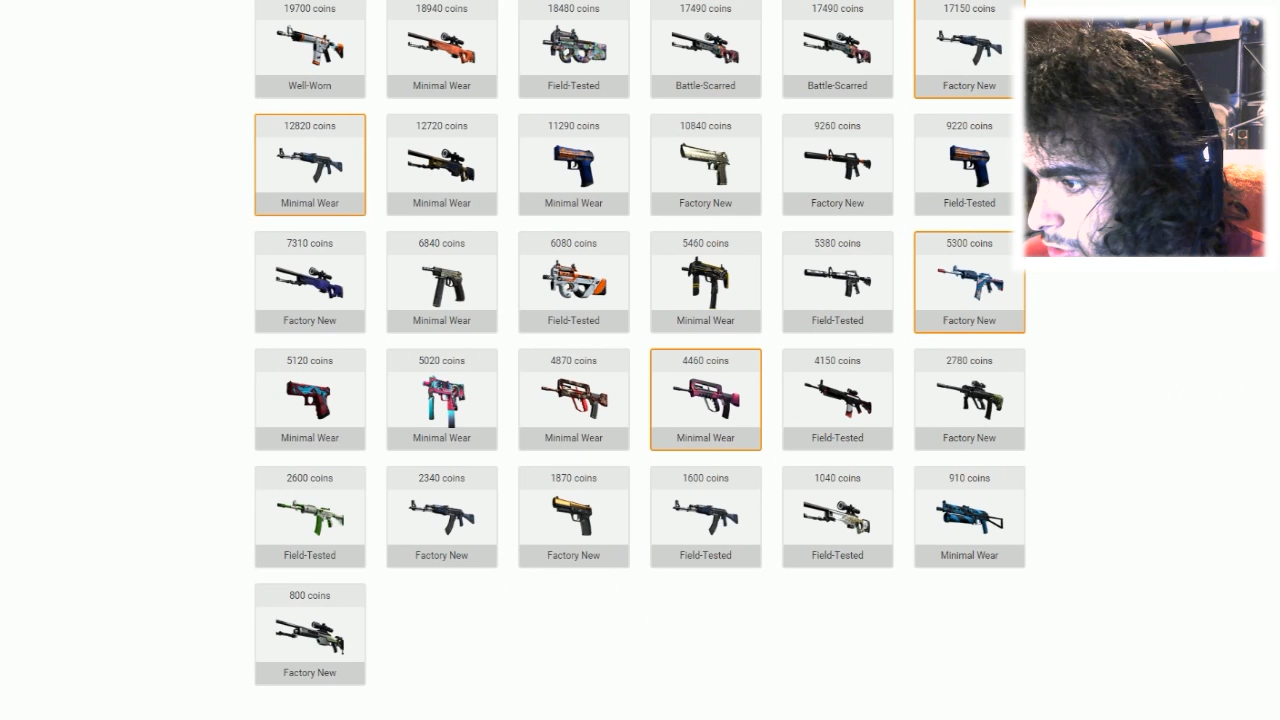 19700 coins
18940 coins
18480 coins
17490 coins
17490 coins
17150 coins
Well-Worn
Minimal Wear
Field-Tested
Battle-Scarred
Battle-Scarred
Factory New
12820 coins
12720 coins
11290 coins
10840 coins
9260 coins
9220 coins
Minimal Wear
Minimal Wear
Minimal Wear
Factory New
Factory New
Field-Tested
7310 coins
6840 coins
6080 coins
5460 coins
5380 coins
5300 coins
Factory New
Minimal Wear
Field-Tested
Minimal Wear
Field-Tested
Factory New
5120 coins
5020 coins
4870 coins
4460 coins
4150 coins
2780 coins
Minimal Wear
Minimal Wear
Minimal Wear
Minimal Wear
Field-Tested
Factory New
2600 coins
2340 coins
1870 coins
1600 coins
1040 coins
910 coins
Field-Tested
Factory New
Factory New
Field-Tested
Field-Tested
Minimal Wear
800 coins
Factory New